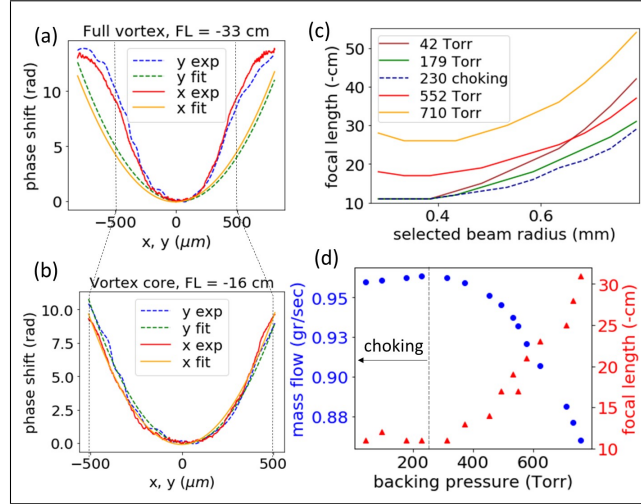 (a)
Full vortex, FL = -33 cm
y exp
y fit
x exp
x fit
phase shift (rad)
10
5
0
−500
0
500
x, y (μm)
(b)
Vortex core, FL = -16 cm
y exp
y fit
x exp
x fit
phase shift (rad)
10.0
7.5
5.0
2.5
0.0
−500
0
500
x, y (μm)
(c)
42 Torr
179 Torr
230 choking
552 Torr
710 Torr
focal length (-cm)
50
40
30
20
10
0.4
0.6
selected beam radius (mm)
(d)
choking
mass flow (gr/sec)
0.95
0.93
0.90
0.88
focal length (-cm)
30
25
20
15
10
200
400
600
backing pressure (Torr)